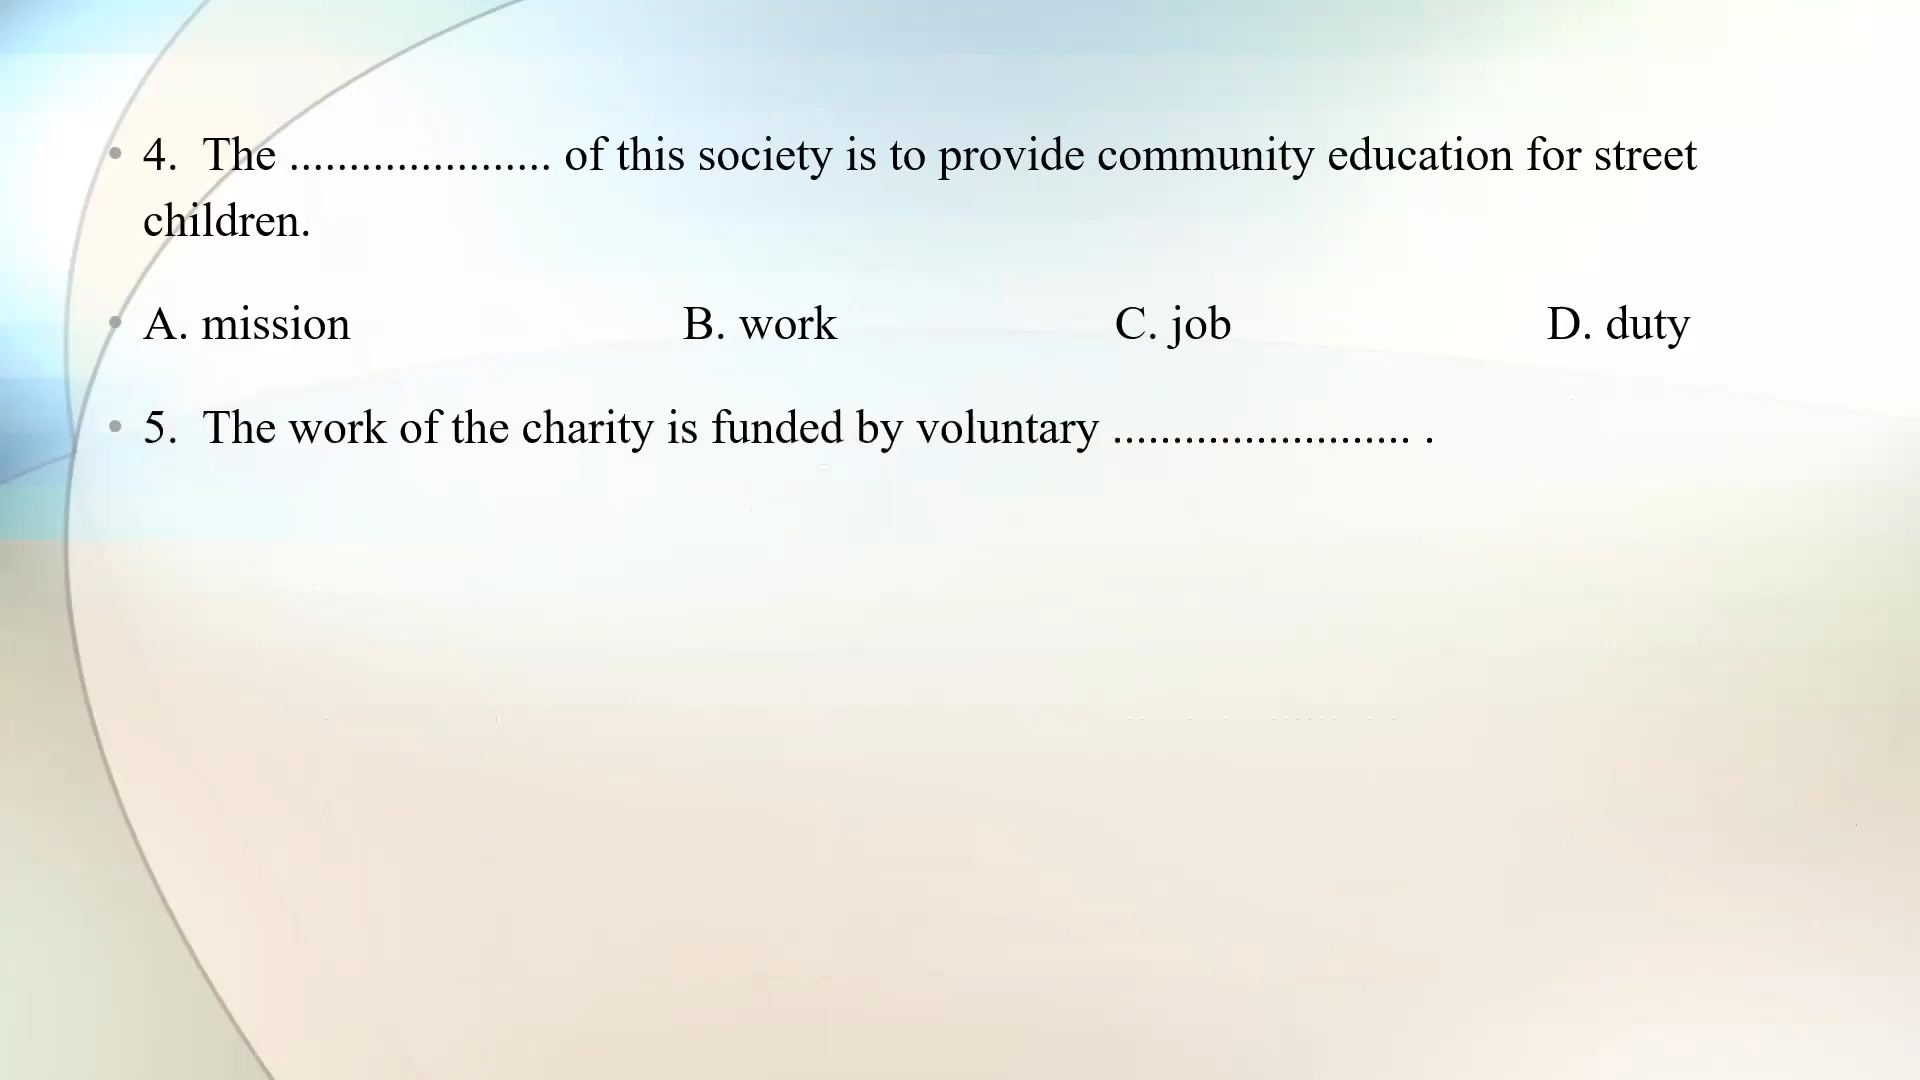 4. The ...................... of this society is to provide community education for street
children.
A. mission B. work C. job D. duty
5. The work of the charity is funded by voluntary ......................... .